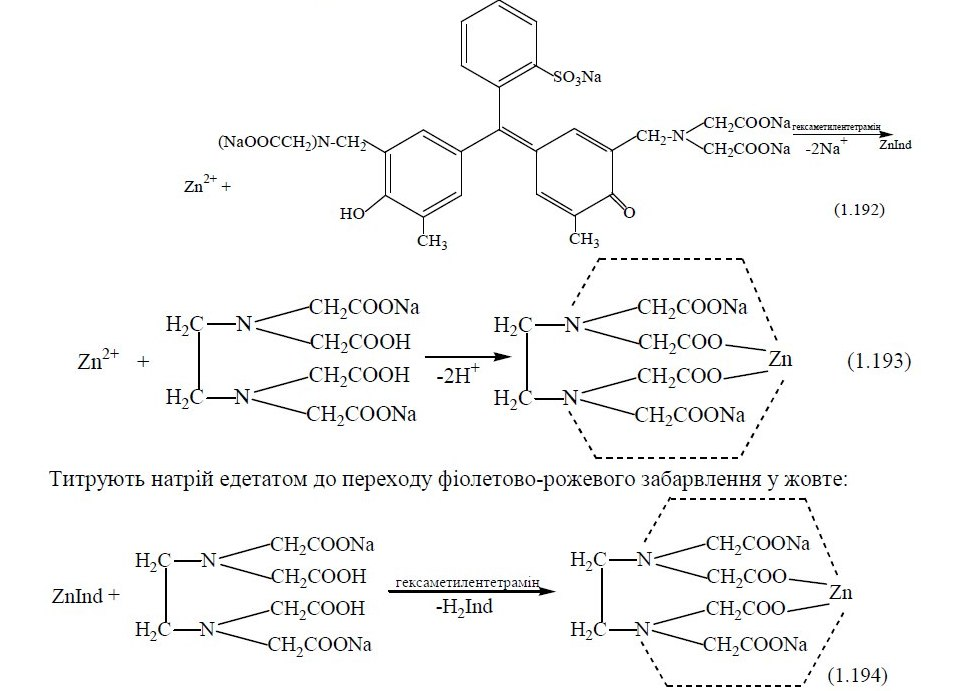 SO₃Na
(NaOOCCH₂)N-CH₂ CH₂-N CH₂COONa CH₂COONa гексаметилентетрамін -2Na⁺ ZnInd
Zn²⁺ +
HO CH₃ CH₃ O
(1.192)
Zn²⁺ + H₂C N CH₂COONa CH₂COOH
H₂C N CH₂COOH CH₂COONa
-2H⁺
H₂C N CH₂COONa CH₂COO
H₂C N CH₂COO CH₂COONa
Zn
(1.193)
Титрують натрій едетатом до переходу фіолетово-рожевого забарвлення у жовте:
ZnInd + H₂C N CH₂COONa CH₂COOH
H₂C N CH₂COOH CH₂COONa
гексаметилентетрамін
-H₂Ind
H₂C N CH₂COONa CH₂COO
H₂C N CH₂COO CH₂COONa
Zn
(1.194)